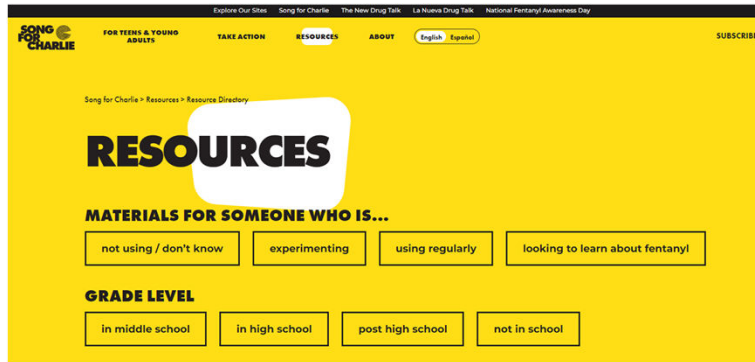 Explore Our Sites Song for Charlie The New Drug Talk La Nueva Drug Talk National Fentanyl Awareness Day
SONG FOR CHARLIE
FOR TEENS & YOUNG ADULTS
TAKE ACTION
RESOURCES
ABOUT
English Español
SUBSCRIBE
Song for Charlie > Resources > Resource Directory
RESOURCES
MATERIALS FOR SOMEONE WHO IS...
not using / don't know experimenting using regularly looking to learn about fentanyl
GRADE LEVEL
in middle school in high school post high school not in school